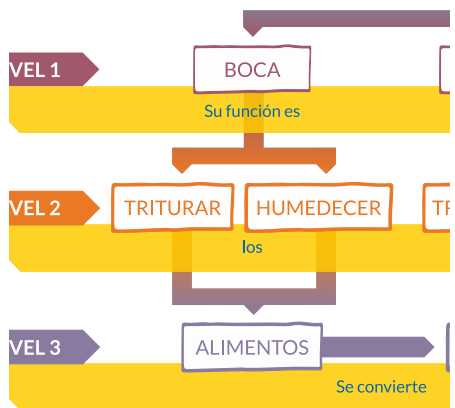 VEL 1
BOCA
Su función es
VEL 2
TRITURAR
HUMEDECER
los
VEL 3
ALIMENTOS
Se convierte